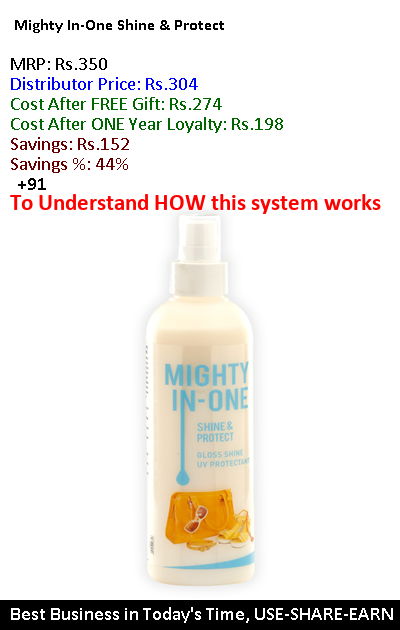 Mighty In-One Shine & Protect
MRP: Rs.350
Distributor Price: Rs.304
Cost After FREE Gift: Rs.274
Cost After ONE Year Loyalty: Rs.198
Savings: Rs.152
Savings %: 44%
+91
To Understand HOW this system works
MIGHTY
IN-ONE
SHINE &
PROTECT
GLOSS SHINE
UV PROTECTANT
Best Business in Today's Time, USE-SHARE-EARN